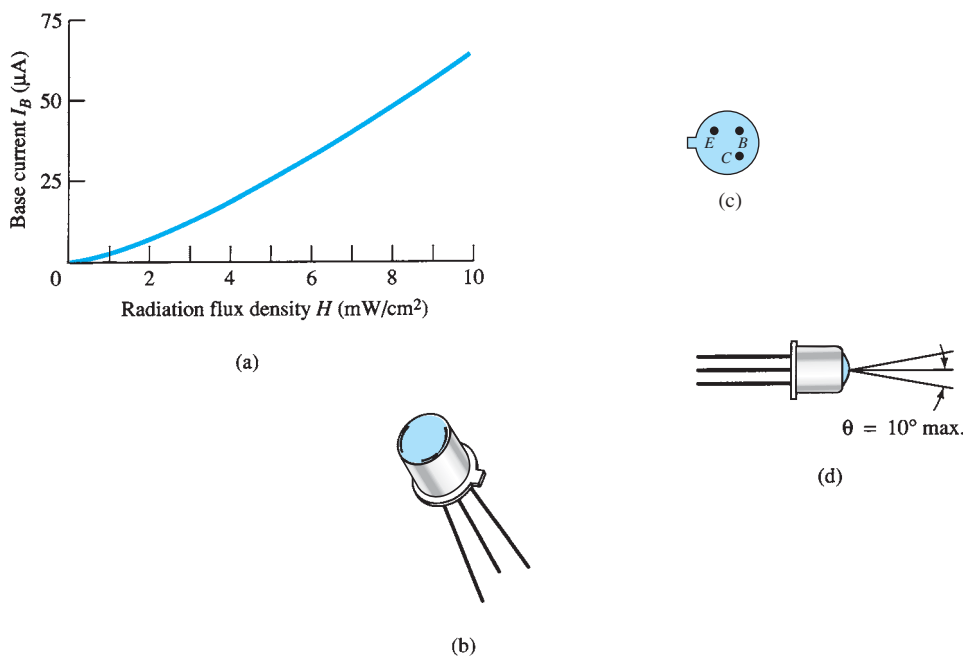 75
50
25
Base current I_B (μA)
0 2 4 6 8 10
Radiation flux density H (mW/cm²)
(a)
E B
C
(c)
θ = 10° max.
(d)
(b)